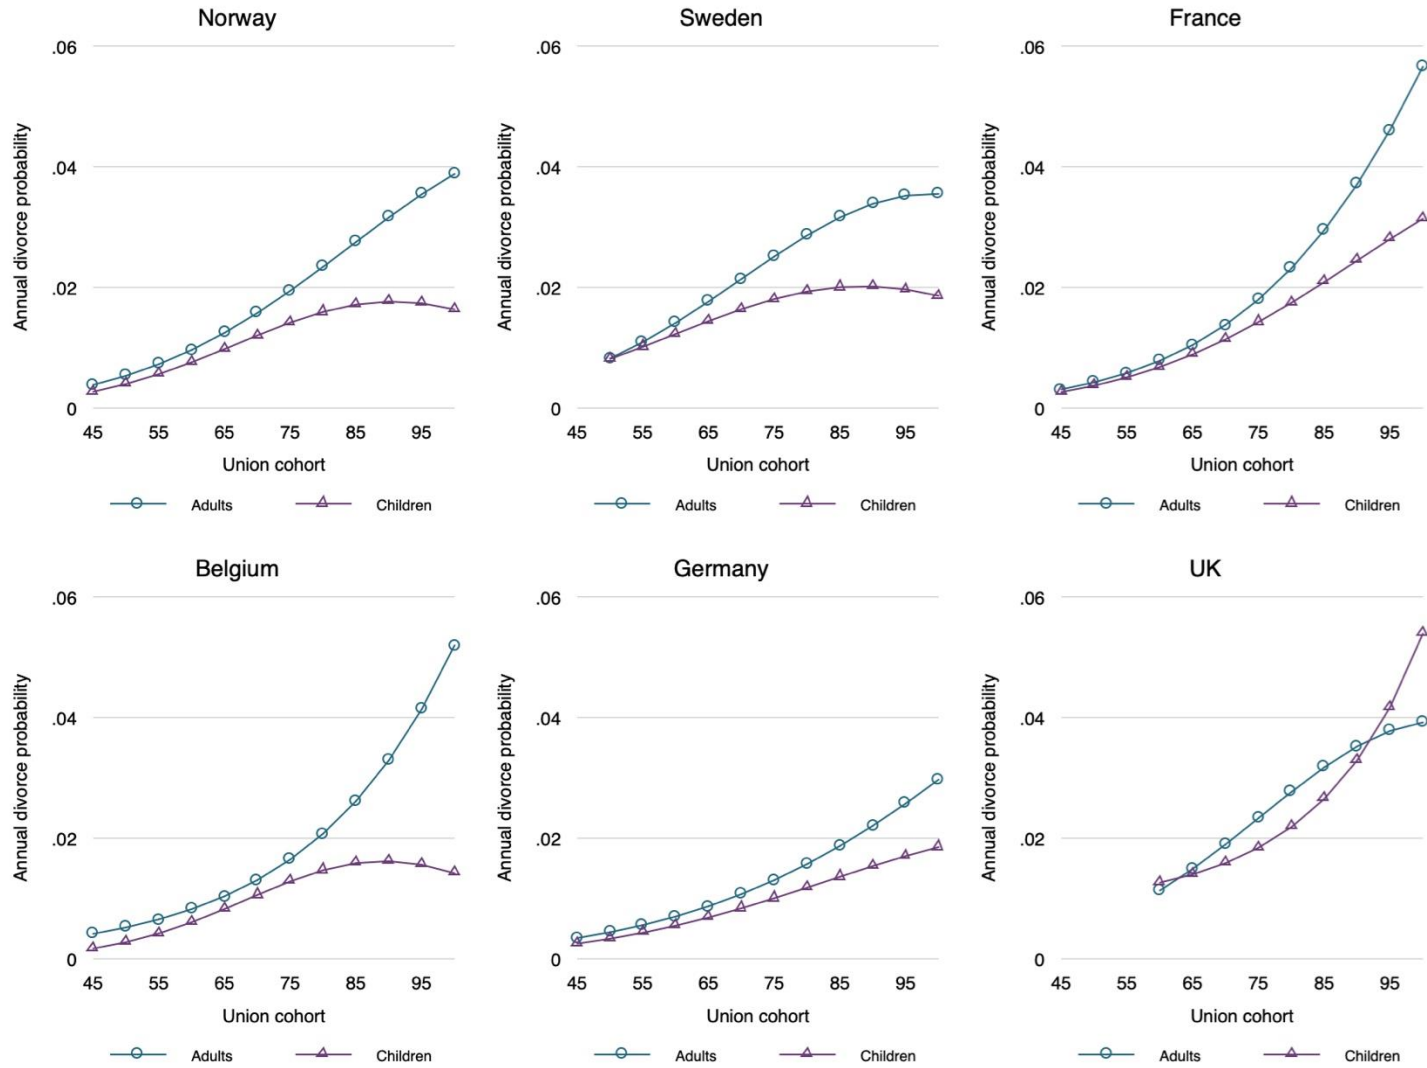 Norway
.06
.04
.02
0
Annual divorce probability
45 55 65 75 85 95
Union cohort
Adults Children
Sweden
.06
.04
.02
0
Annual divorce probability
45 55 65 75 85 95
Union cohort
Adults Children
France
.06
.04
.02
0
Annual divorce probability
45 55 65 75 85 95
Union cohort
Adults Children
Belgium
.06
.04
.02
0
Annual divorce probability
45 55 65 75 85 95
Union cohort
Adults Children
Germany
.06
.04
.02
0
Annual divorce probability
45 55 65 75 85 95
Union cohort
Adults Children
UK
.06
.04
.02
0
Annual divorce probability
45 55 65 75 85 95
Union cohort
Adults Children